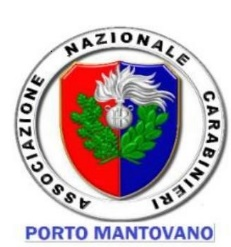 ASSOCIAZIONE NAZIONALE CARABINIERI
PORTO MANTOVANO